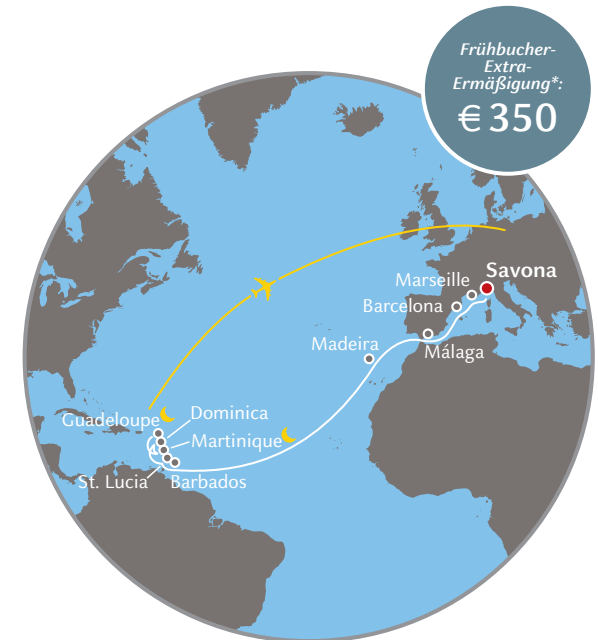 Frühbucher-
Extra-
Ermäßigung*:
€ 350
Savona
Marseille
Barcelona
Málaga
Madeira
Guadeloupe
Dominica
Martinique
St. Lucia
Barbados